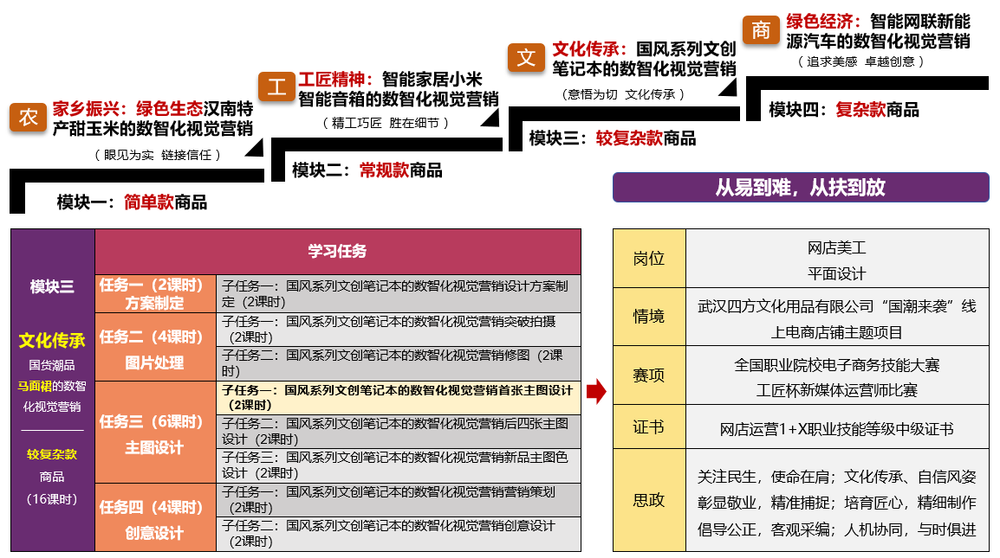 农
家乡振兴：绿色生态汉南特
产甜玉米的数智化视觉营销
（ 眼见为实  链接信任 ）
模块一：简单款商品
工
工匠精神：智能家居小米
智能音箱的数智化视觉营销
（ 精工巧匠  胜在细节 ）
模块二：常规款商品
文
文化传承：国风系列文创
笔记本的数智化视觉营销
（意悟为切  文化传承 ）
模块三：较复杂款商品
商
绿色经济：智能网联新能
源汽车的数智化视觉营销
（ 追求美感  卓越创意 ）
模块四：复杂款商品
从易到难，从扶到放
模块三
文化传承
国货潮品
马面裙的数智
化视觉营销
较复杂款
商品
（16课时）
学习任务
任务一（2课时）
方案制定
子任务一：国风系列文创笔记本的数智化视觉营销设计方案制
定（2课时）
任务二（4课时）
图片处理
子任务一：国风系列文创笔记本的数智化视觉营销突破拍摄
（2课时）
子任务二：国风系列文创笔记本的数智化视觉营销修图（2课
时）
任务三（6课时）
主图设计
子任务一：国风系列文创笔记本的数智化视觉营销首张主图设计
（2课时）
子任务二：国风系列文创笔记本的数智化视觉营销后四张主图
设计（2课时）
子任务三：国风系列文创笔记本的数智化视觉营销新品主图色
设计（2课时）
任务四（4课时）
创意设计
子任务一：国风系列文创笔记本的数智化视觉营销营销策划
（2课时）
子任务二：国风系列文创笔记本的数智化视觉营销创意设计
（2课时）
岗位
网店美工
平面设计
情境
武汉四方文化用品有限公司“国潮来袭”线
上电商店铺主题项目
赛项
全国职业院校电子商务技能大赛
工匠杯新媒体运营师比赛
证书
网店运营1+X职业技能等级中级证书
思政
关注民生，使命在肩；文化传承、自信风姿
彰显敬业，精准捕捉；培育匠心，精细制作
倡导公正，客观采编；人机协同，与时俱进